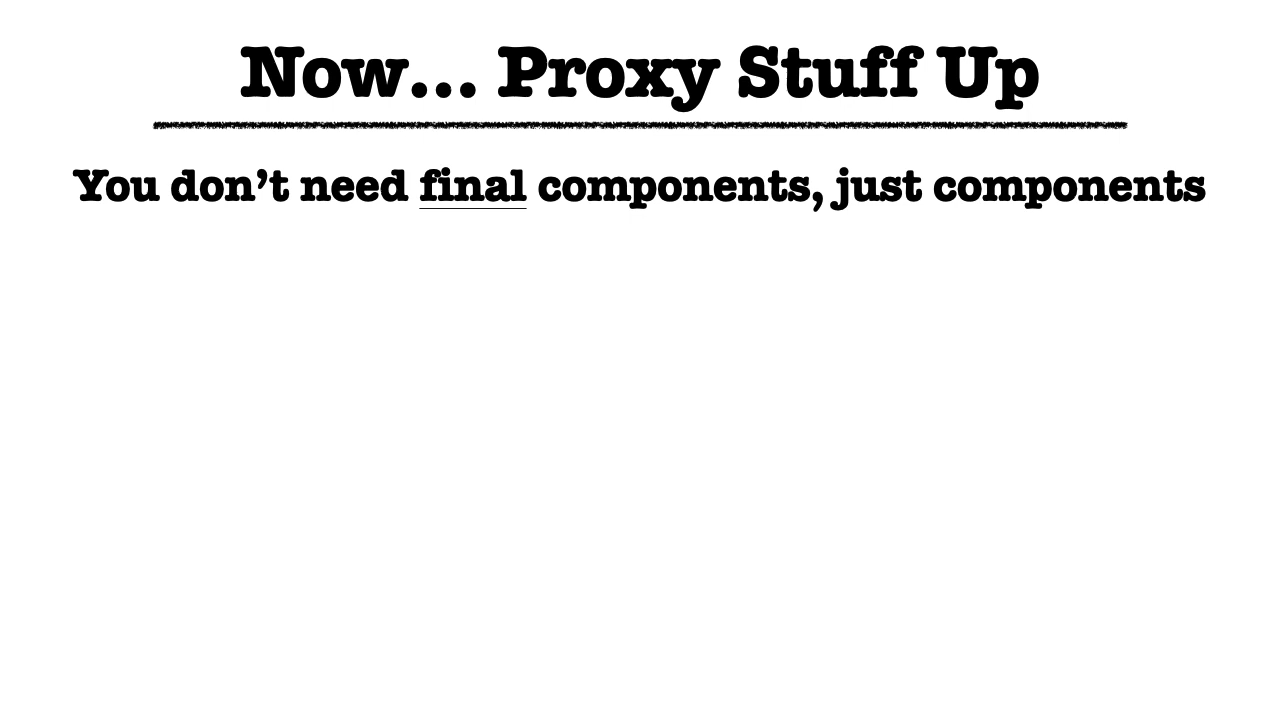 Now... Proxy Stuff Up
You don’t need final components, just components